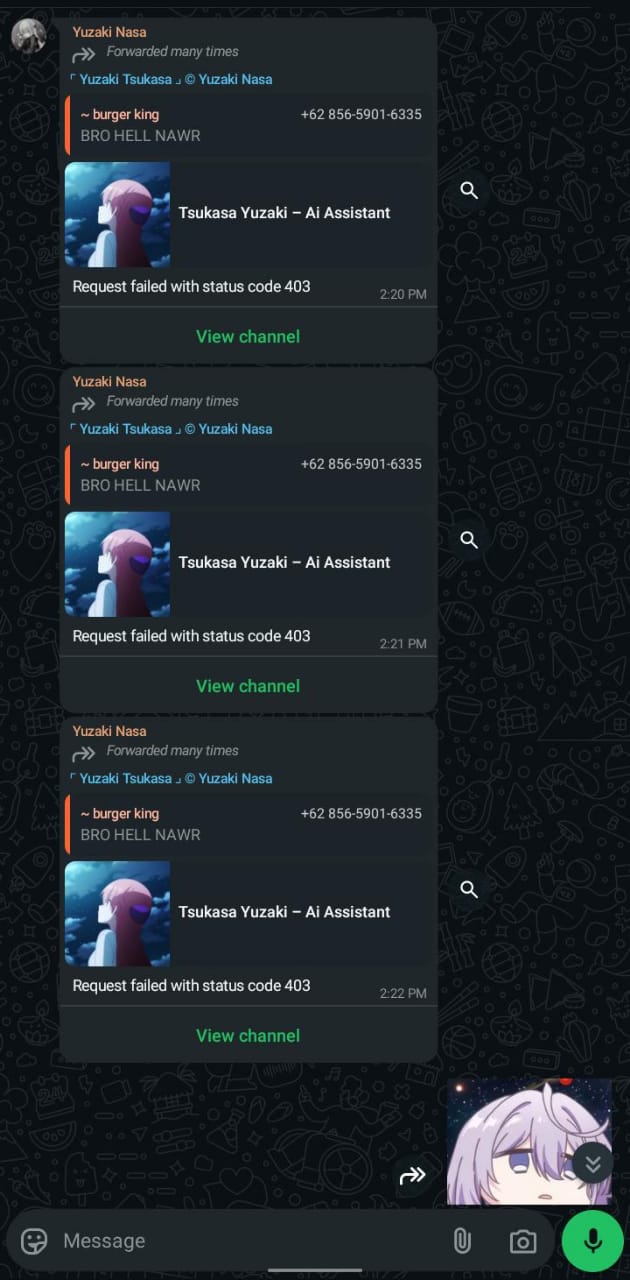 Yuzaki Nasa
Forwarded many times
「 Yuzaki Tsukasa 」 © Yuzaki Nasa
~ burger king +62 856-5901-6335
BRO HELL NAWR
Tsukasa Yuzaki – Ai Assistant
Request failed with status code 403
2:20 PM
View channel
Yuzaki Nasa
Forwarded many times
「 Yuzaki Tsukasa 」 © Yuzaki Nasa
~ burger king +62 856-5901-6335
BRO HELL NAWR
Tsukasa Yuzaki – Ai Assistant
Request failed with status code 403
2:21 PM
View channel
Yuzaki Nasa
Forwarded many times
「 Yuzaki Tsukasa 」 © Yuzaki Nasa
~ burger king +62 856-5901-6335
BRO HELL NAWR
Tsukasa Yuzaki – Ai Assistant
Request failed with status code 403
2:22 PM
View channel
Message